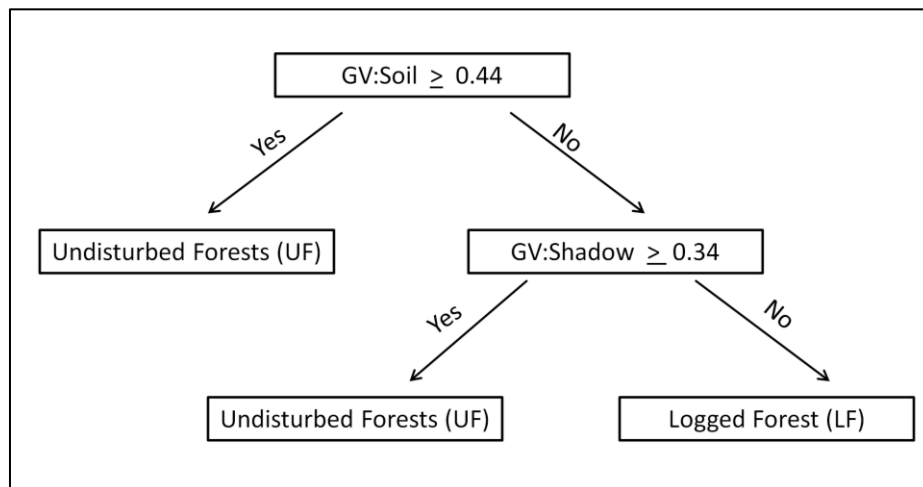 GV:Soil ≥ 0.44
Yes
No
Undisturbed Forests (UF)
GV:Shadow ≥ 0.34
Yes
No
Undisturbed Forests (UF)
Logged Forest (LF)